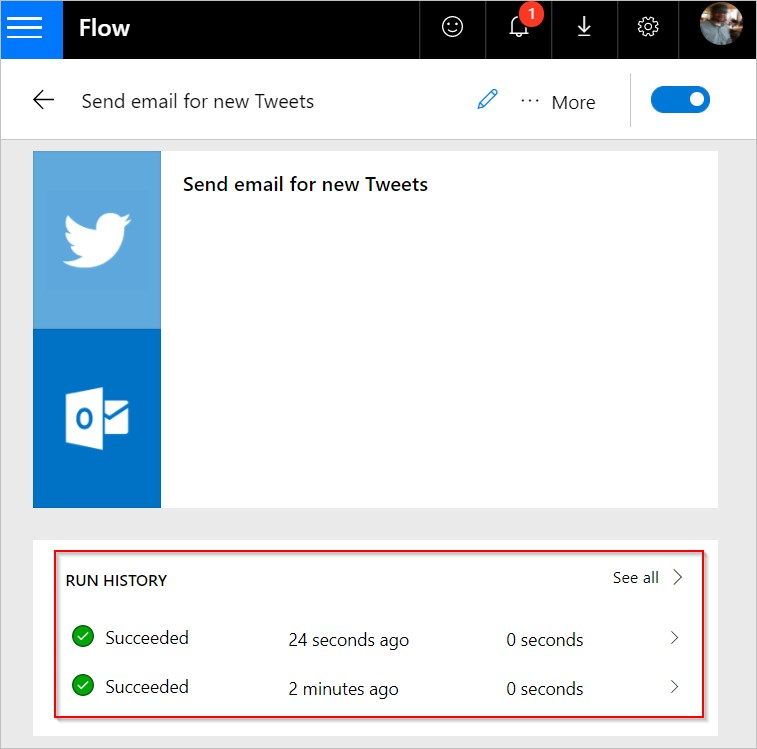 Flow
1
Send email for new Tweets
··· More
Send email for new Tweets
O
RUN HISTORY
See all
Succeeded 24 seconds ago 0 seconds
Succeeded 2 minutes ago 0 seconds